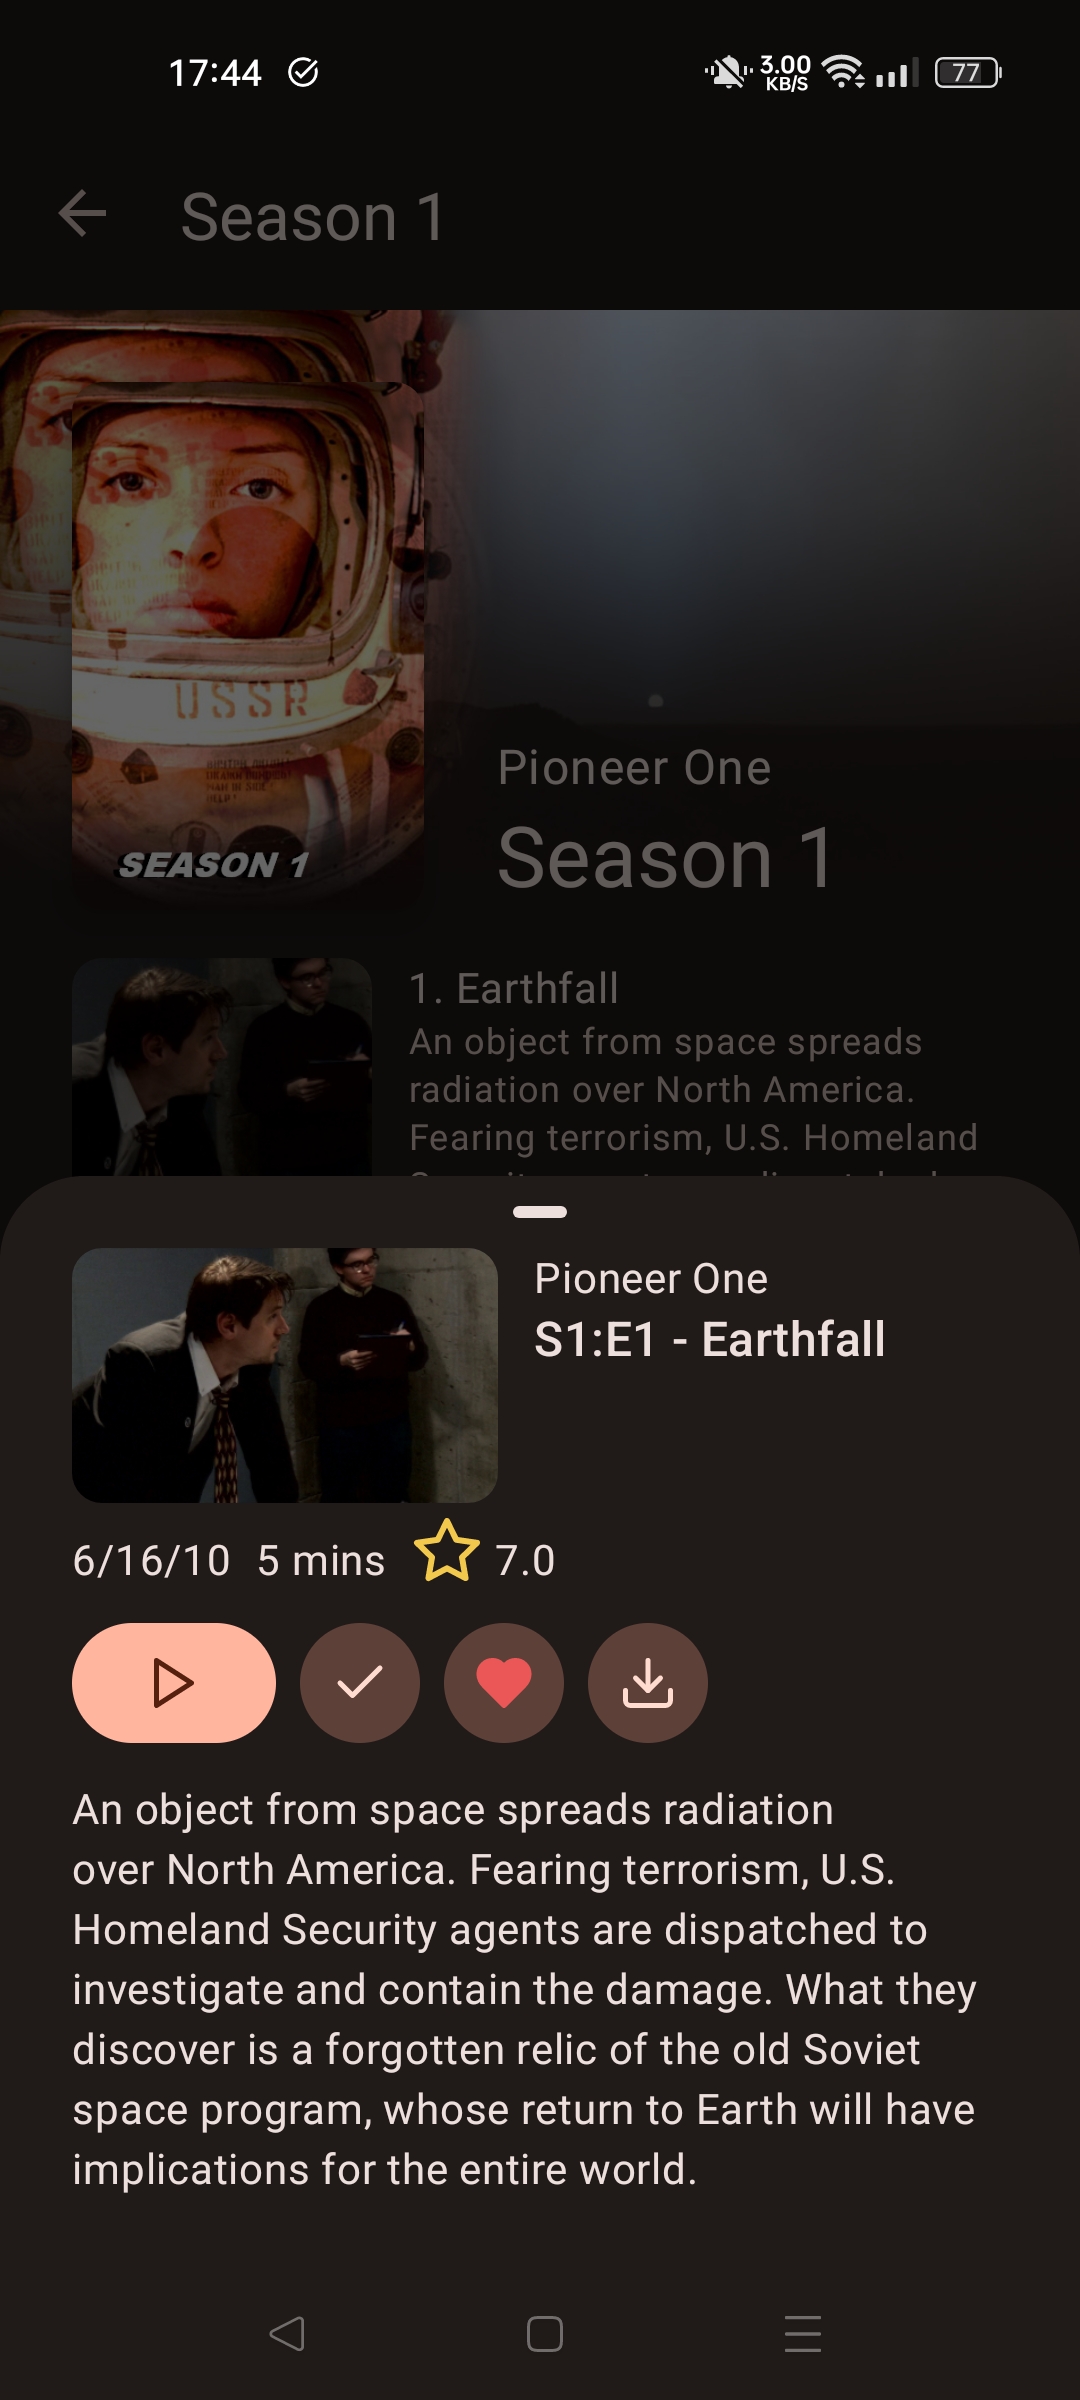 17:44
3.00
KB/S
77
Season 1
USSR
SEASON 1
Pioneer One
Season 1
1. Earthfall
An object from space spreads
radiation over North America.
Fearing terrorism, U.S. Homeland
Pioneer One
S1:E1 - Earthfall
6/16/10 5 mins 7.0
An object from space spreads radiation
over North America. Fearing terrorism, U.S.
Homeland Security agents are dispatched to
investigate and contain the damage. What they
discover is a forgotten relic of the old Soviet
space program, whose return to Earth will have
implications for the entire world.